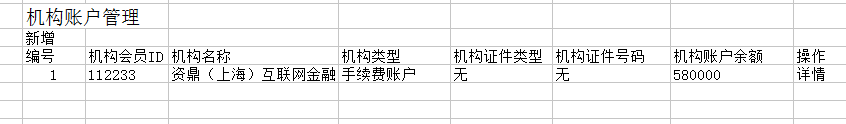 机构账户管理
新增
编号 机构会员ID 机构名称 机构类型 机构证件类型 机构证件号码 机构账户余额 操作
1 112233 资鼎（上海）互联网金融 手续费账户 无 无 580000 详情